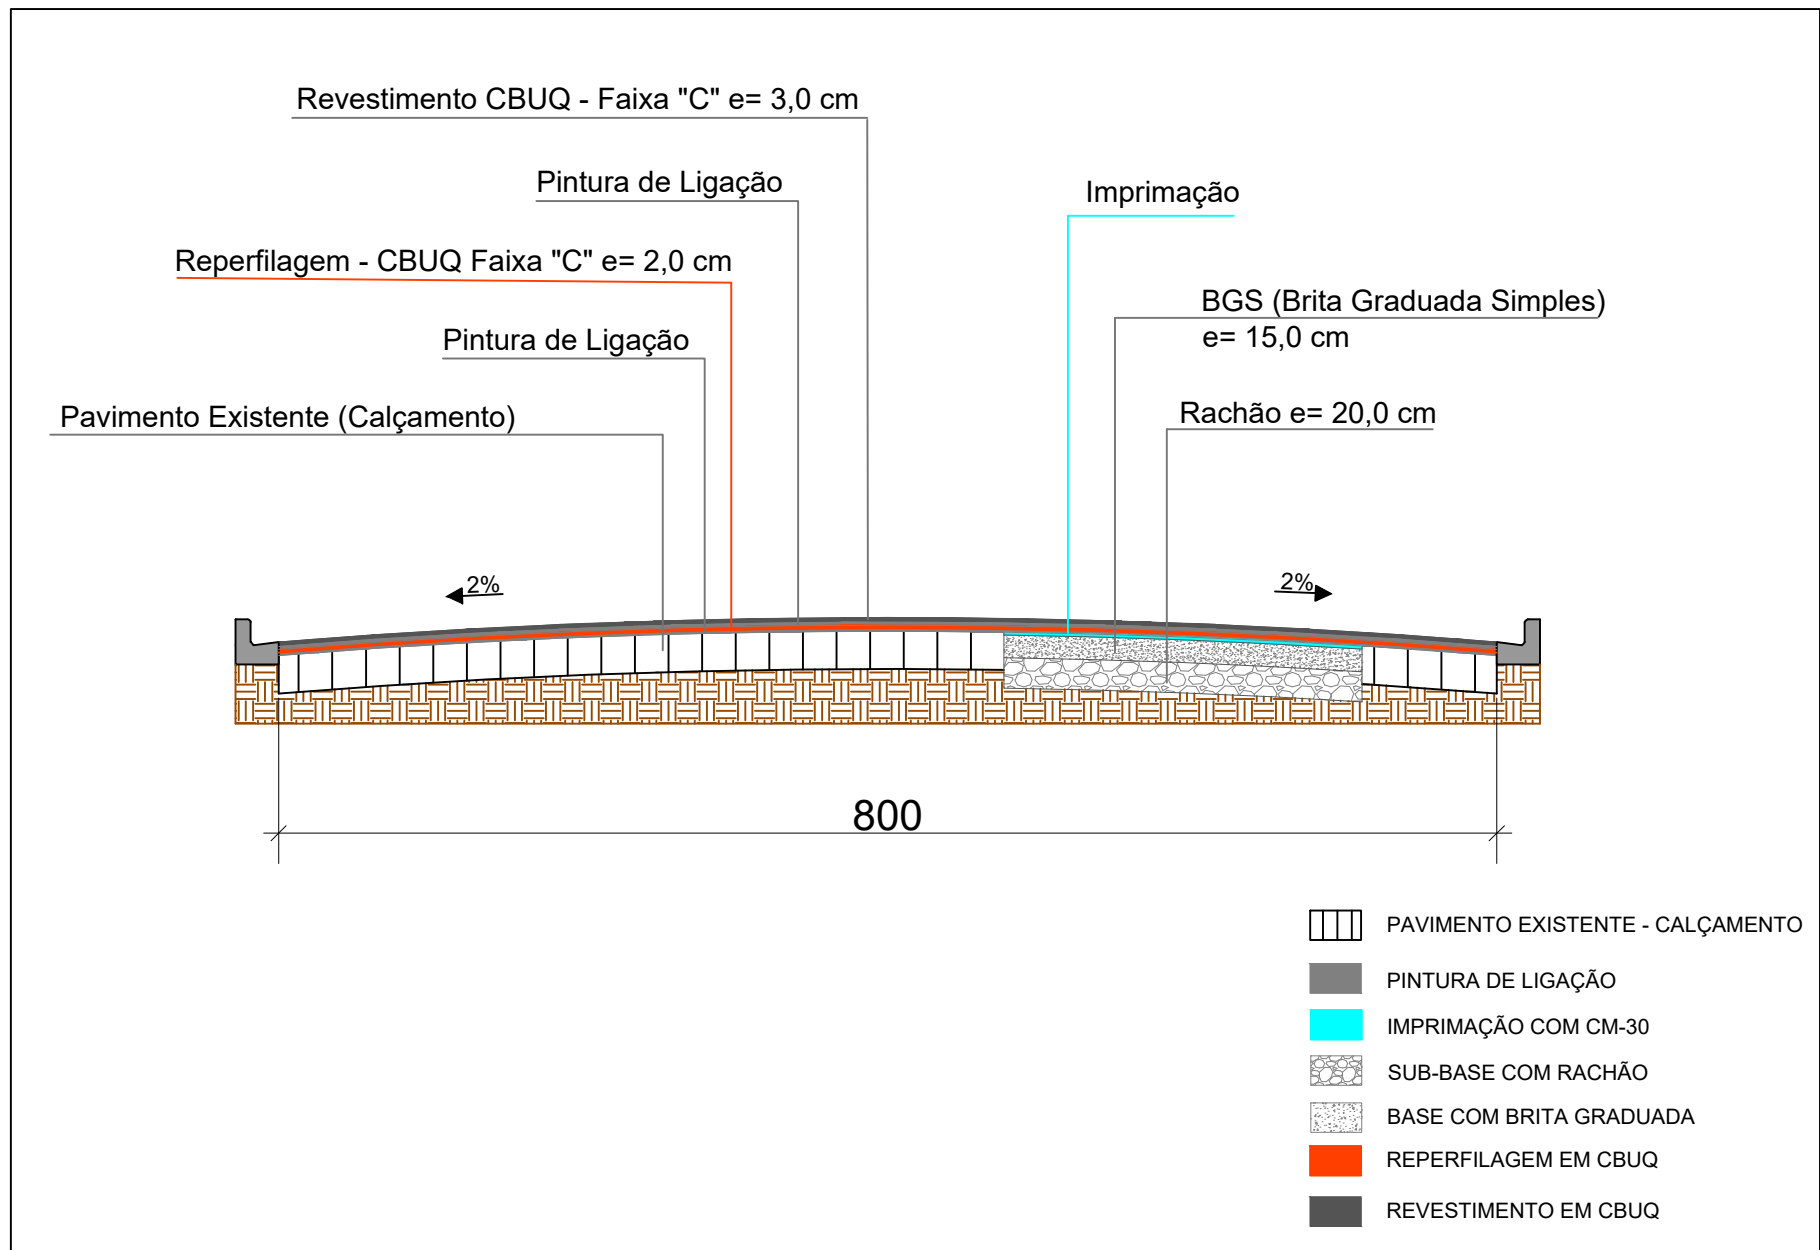 Revestimento CBUQ - Faixa "C" e= 3,0 cm
Pintura de Ligação
Imprimação
Reperfilagem - CBUQ Faixa "C" e= 2,0 cm
BGS (Brita Graduada Simples)
e= 15,0 cm
Pintura de Ligação
Rachão e= 20,0 cm
Pavimento Existente (Calçamento)
2%
2%
800
PAVIMENTO EXISTENTE - CALÇAMENTO
PINTURA DE LIGAÇÃO
IMPRIMAÇÃO COM CM-30
SUB-BASE COM RACHÃO
BASE COM BRITA GRADUADA
REPERFILAGEM EM CBUQ
REVESTIMENTO EM CBUQ